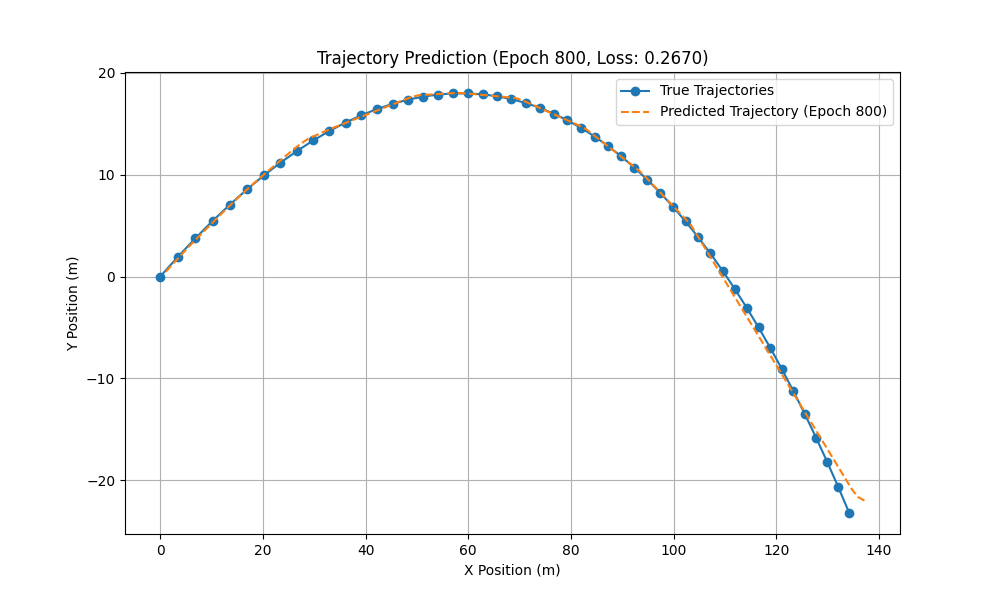 Trajectory Prediction (Epoch 800, Loss: 0.2670)
True Trajectories
Predicted Trajectory (Epoch 800)
Y Position (m)
20
10
0
−10
−20
0 20 40 60 80 100 120 140
X Position (m)